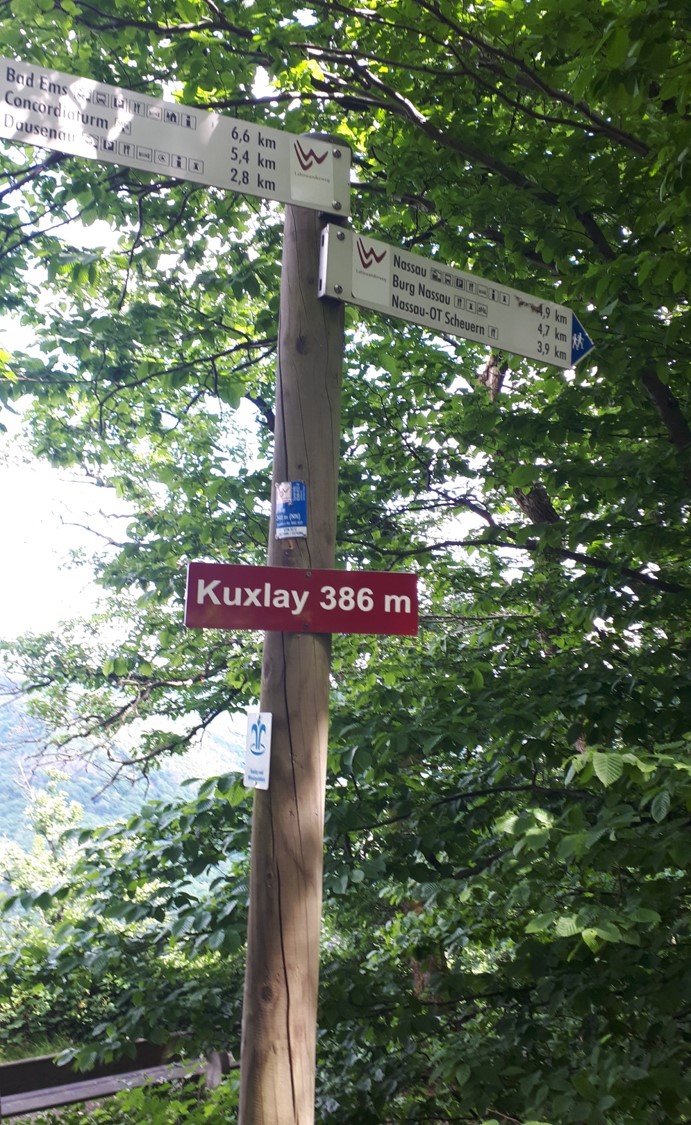 Bad Ems 6,6 km
Concordiaturm 5,4 km
Dausenau 2,8 km
Nassau 4,9 km
Burg Nassau 4,7 km
Nassau-OT Scheuern 3,9 km
Kuxlay 386 m